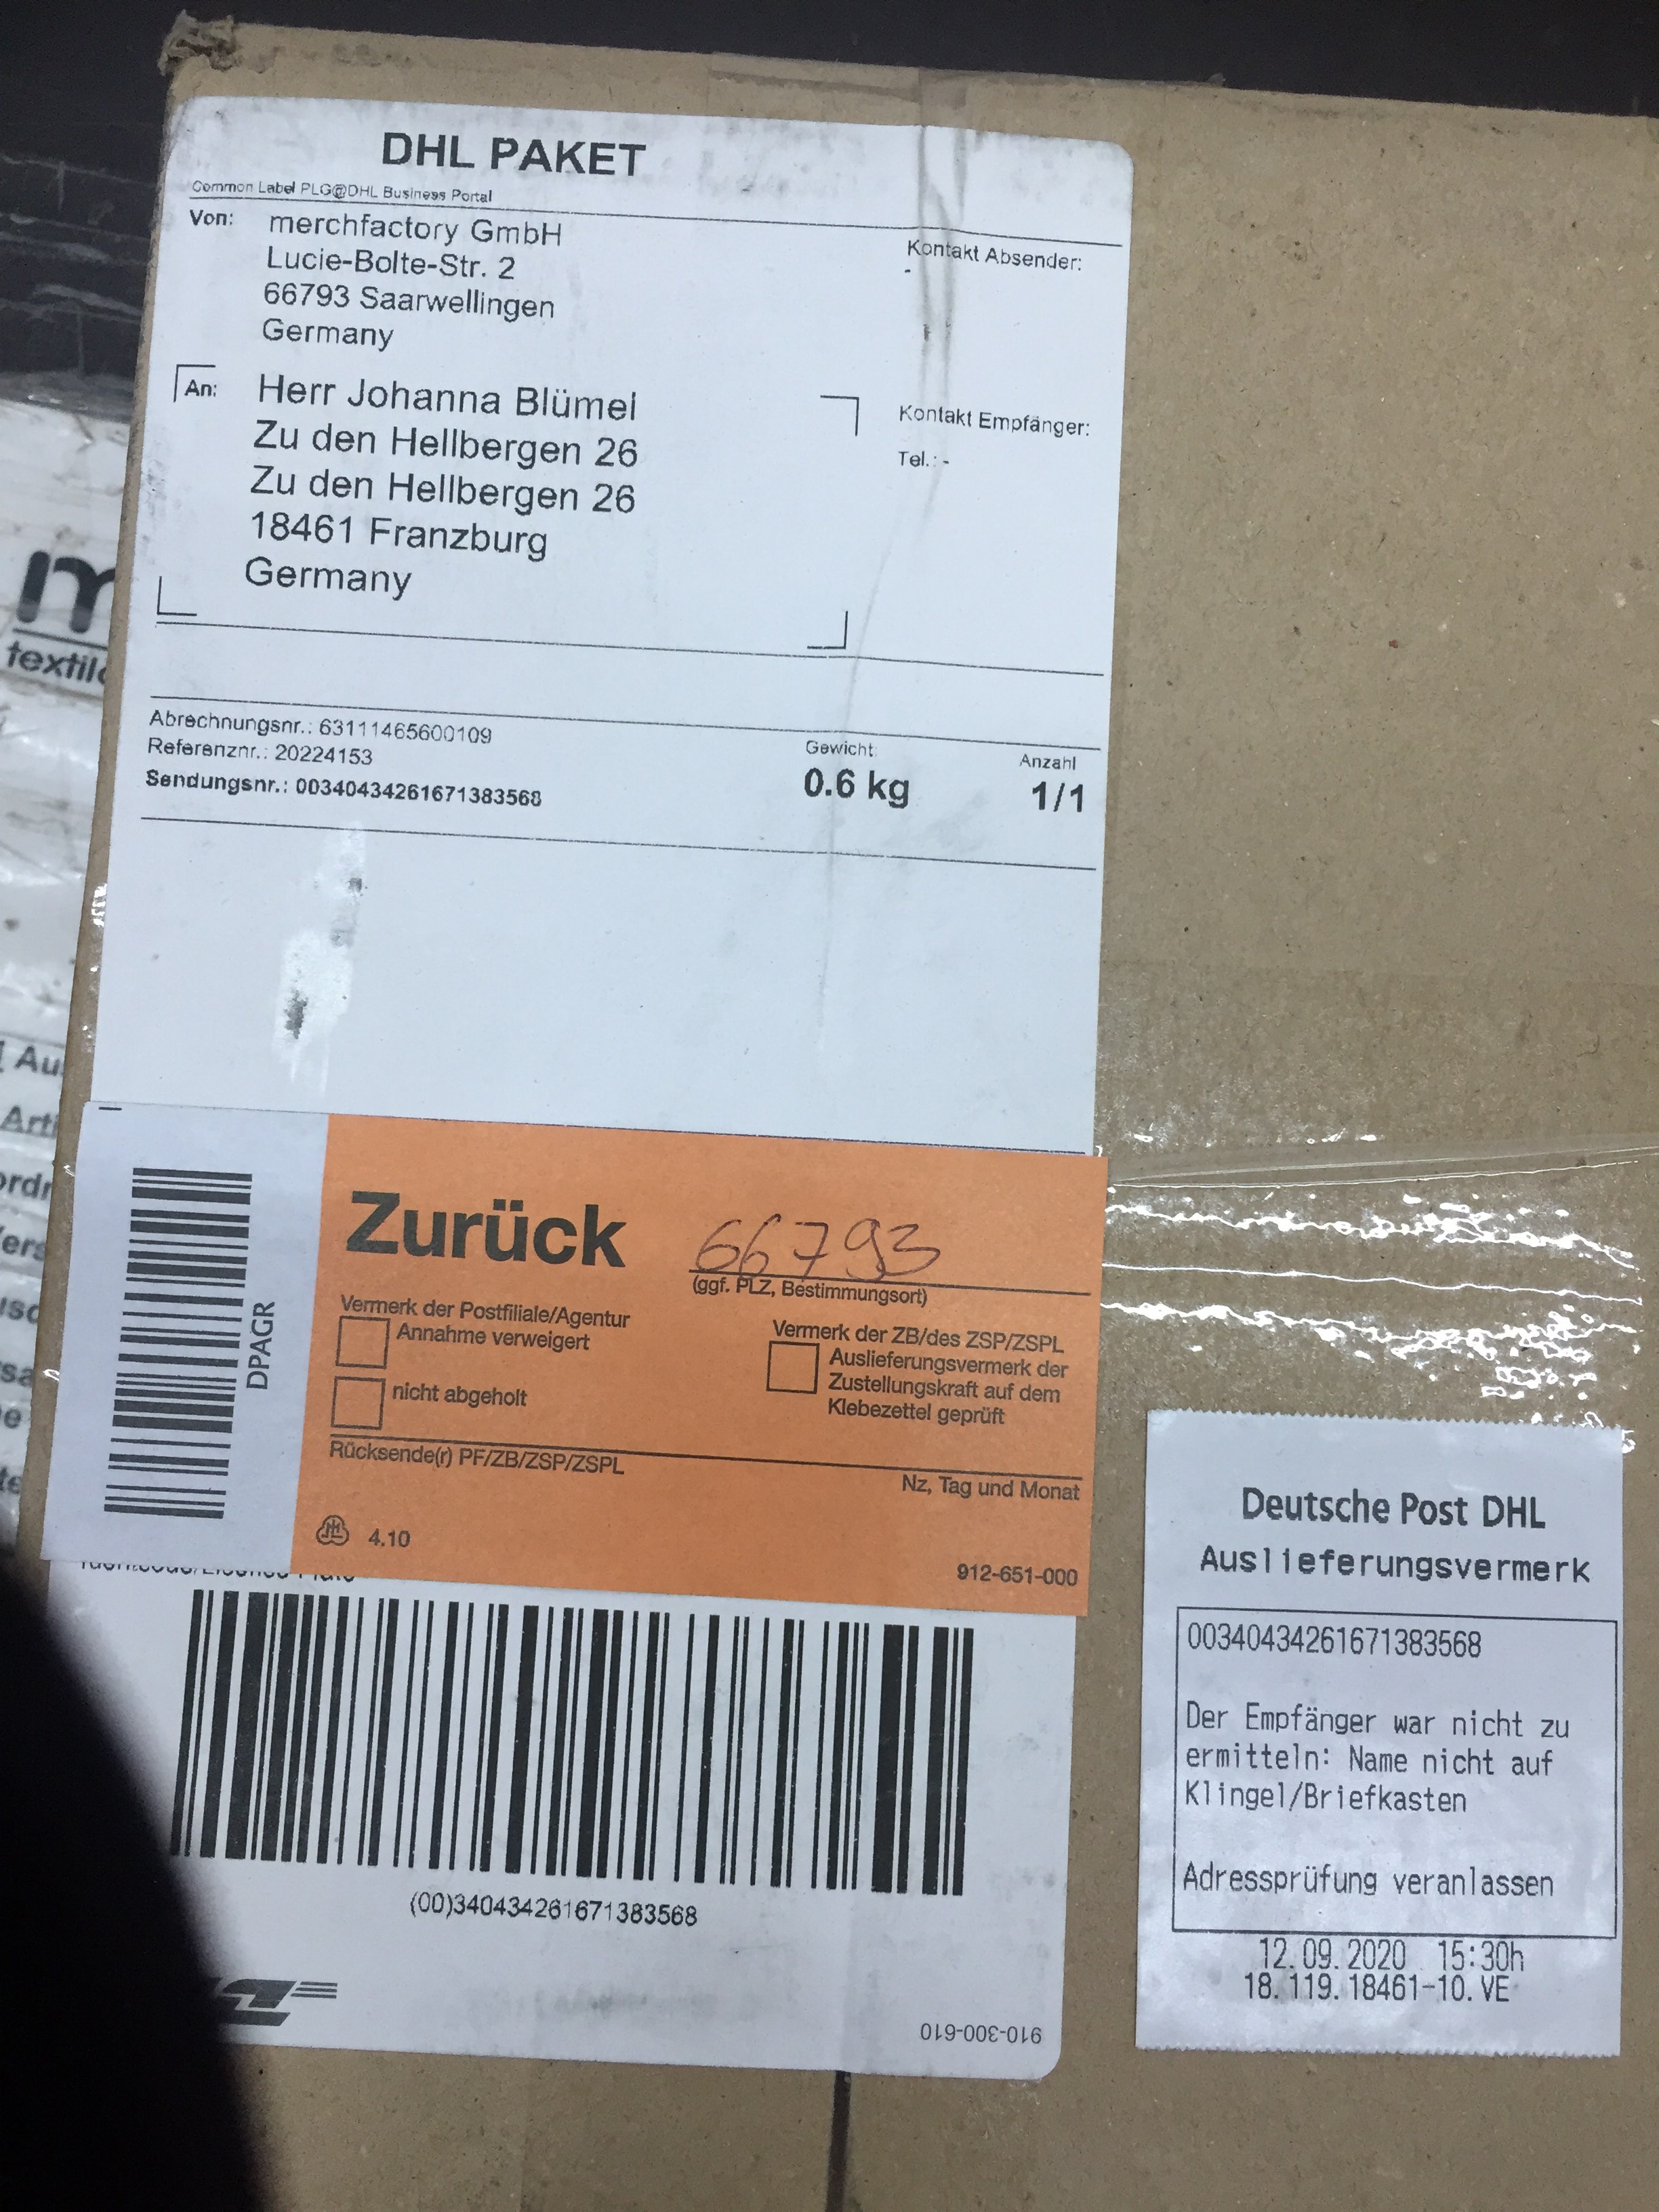 DHL PAKET
Common Label PLG@DHL Business Portal
Von: merchfactory GmbH
Lucie-Bolte-Str. 2
66793 Saarwellingen
Germany
Kontakt Absender:
-
An: Herr Johanna Blümel
Zu den Hellbergen 26
Zu den Hellbergen 26
18461 Franzburg
Germany
Kontakt Empfänger:
Tel.: -
Abrechnungsnr.: 63111465600109
Referenznr.: 20224153
Sendungsnr.: 00340434261671383568
Gewicht:
0.6 kg
Anzahl
1/1
DPAGR
Zurück 66793
(ggf. PLZ, Bestimmungsort)
Vermerk der Postfiliale/Agentur
Annahme verweigert
nicht abgeholt
Vermerk der ZB/des ZSP/ZSPL
Auslieferungsvermerk der
Zustellungskraft auf dem
Klebezettel geprüft
Rücksende(r) PF/ZB/ZSP/ZSPL
Nz, Tag und Monat
4.10
912-651-000
(00)340434261671383568
910-300-610
Deutsche Post DHL
Auslieferungsvermerk
00340434261671383568
Der Empfänger war nicht zu
ermitteln: Name nicht auf
Klingel/Briefkasten
Adressprüfung veranlassen
12.09.2020 15:30h
18.119.18461-10.VE